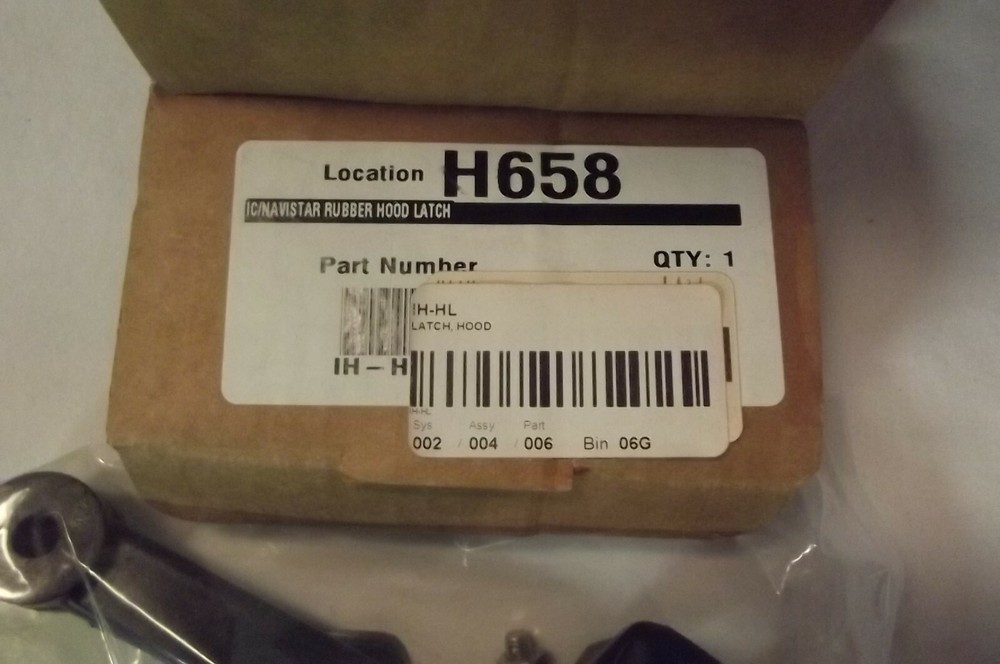 Location H658
IC/NAVISTAR RUBBER HOOD LATCH
Part Number
QTY: 1
IH-HL
LATCH, HOOD
IH-H
H-HL
Sys Assy Part
002 / 004 / 006 Bin 06G